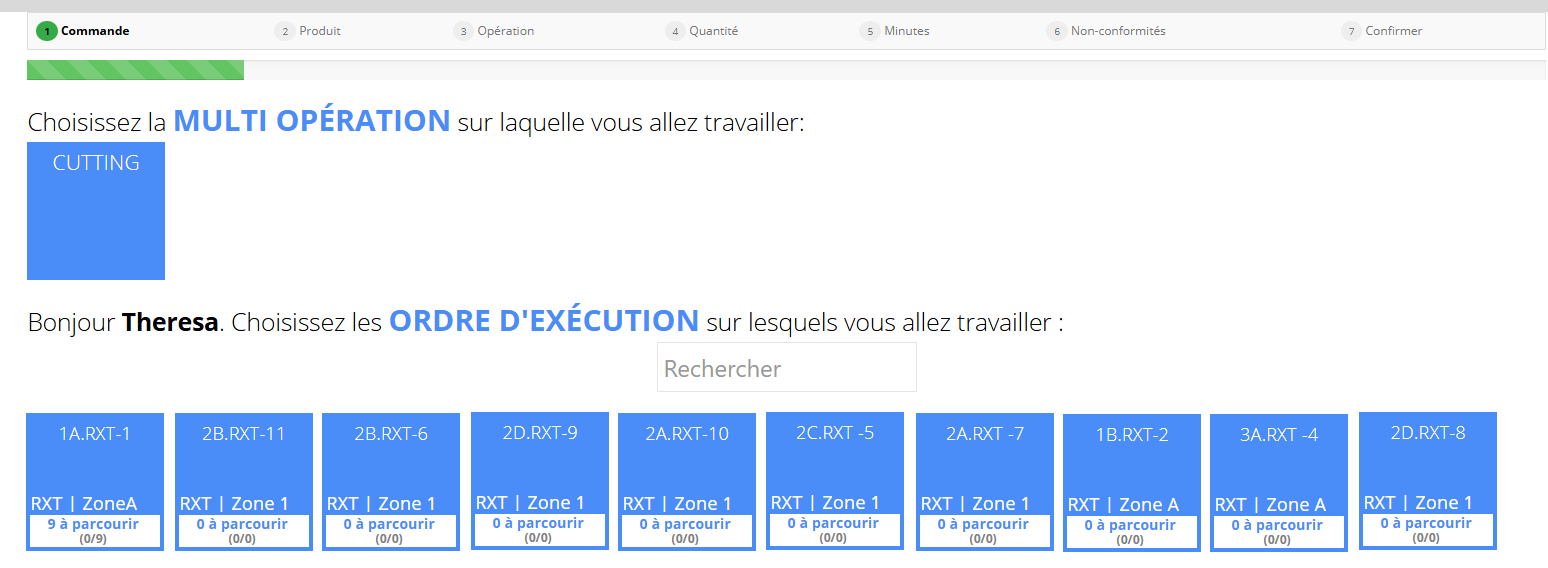 1 Commande 2 Produit 3 Opération 4 Quantité 5 Minutes 6 Non-conformités 7 Confirmer
Choisissez la MULTI OPÉRATION sur laquelle vous allez travailler:
CUTTING
Bonjour Theresa. Choisissez les ORDRE D'EXÉCUTION sur lesquels vous allez travailler :
Rechercher
1A.RXT-1 2B.RXT-11 2B.RXT-6 2D.RXT-9 2A.RXT-10 2C.RXT -5 2A.RXT -7 1B.RXT-2 3A.RXT -4 2D.RXT-8
RXT | ZoneA RXT | Zone 1 RXT | Zone 1 RXT | Zone 1 RXT | Zone 1 RXT | Zone 1 RXT | Zone 1 RXT | Zone A RXT | Zone A RXT | Zone 1
9 à parcourir 0 à parcourir 0 à parcourir 0 à parcourir 0 à parcourir 0 à parcourir 0 à parcourir 0 à parcourir 0 à parcourir 0 à parcourir
(0/9) (0/0) (0/0) (0/0) (0/0) (0/0) (0/0) (0/0) (0/0) (0/0)